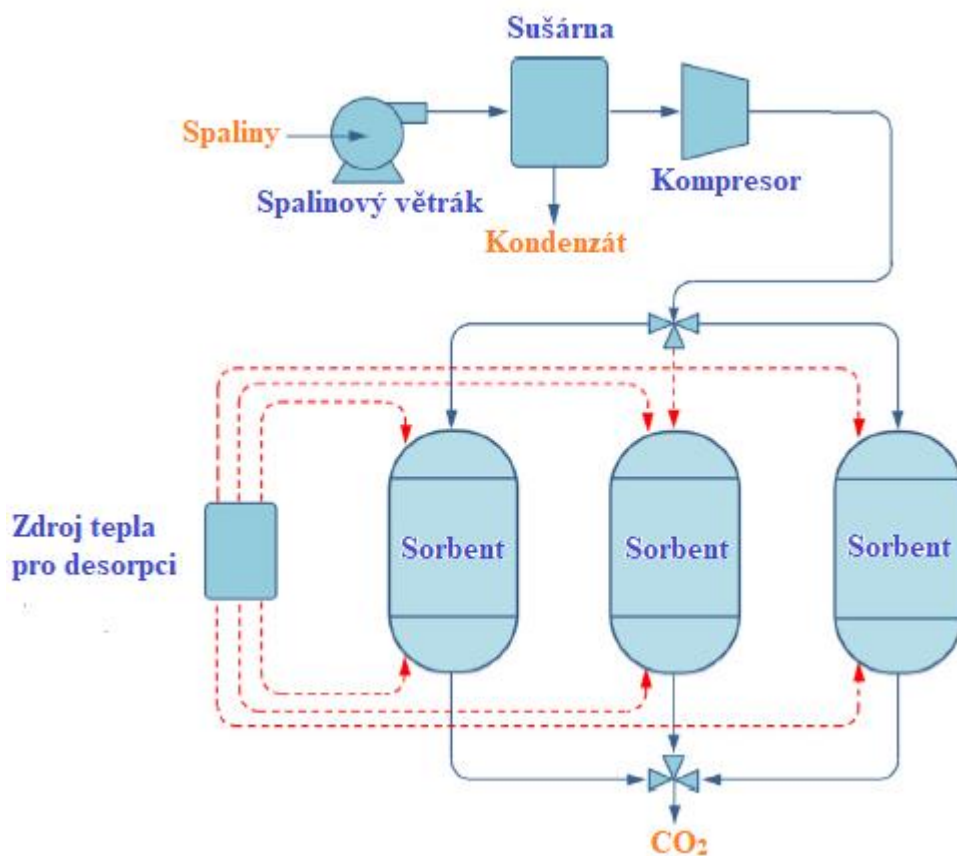 Sušárna
Spaliny
Spalinový větrák
Kompresor
Kondenzát
Zdroj tepla
pro desorpci
Sorbent
Sorbent
Sorbent
CO₂